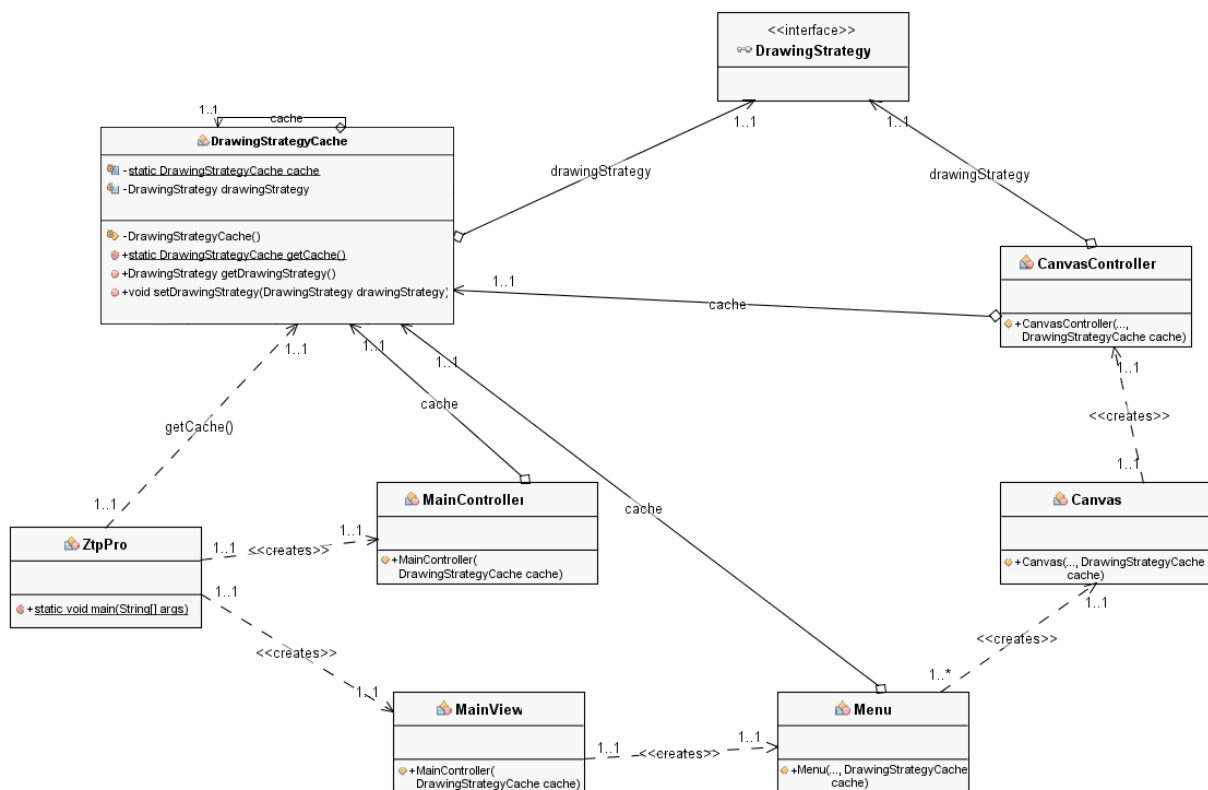 <<interface>>
DrawingStrategy
1..1
cache
DrawingStrategyCache
- static DrawingStrategyCache cache
-DrawingStrategy drawingStrategy
-DrawingStrategyCache()
+static DrawingStrategyCache getCache()
+DrawingStrategy getDrawingStrategy()
+void setDrawingStrategy(DrawingStrategy drawingStrategy)
1..1
1..1
drawingStrategy
drawingStrategy
CanvasController
+CanvasController(...,
DrawingStrategyCache cache)
1..1
cache
1..1
1..1
1..1
1..1
cache
getCache()
<<creates>>
1..1
1..1
cache
MainController
+MainController(
DrawingStrategyCache cache)
Canvas
+Canvas(..., DrawingStrategyCache
cache)
1..1
ZtpPro
+static void main(String[] args)
1..1
<<creates>>
1..1
1..1
<<creates>>
1..1
1..1
<<creates>>
1..*
MainView
+MainController(
DrawingStrategyCache cache)
1..1
<<creates>>
1..1
Menu
+Menu(..., DrawingStrategyCache
cache)